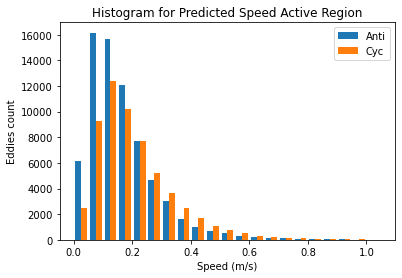 Histogram for Predicted Speed Active Region
Anti
Cyc
16000
14000
12000
10000
8000
6000
4000
2000
0
Eddies count
0.0 0.2 0.4 0.6 0.8 1.0
Speed (m/s)